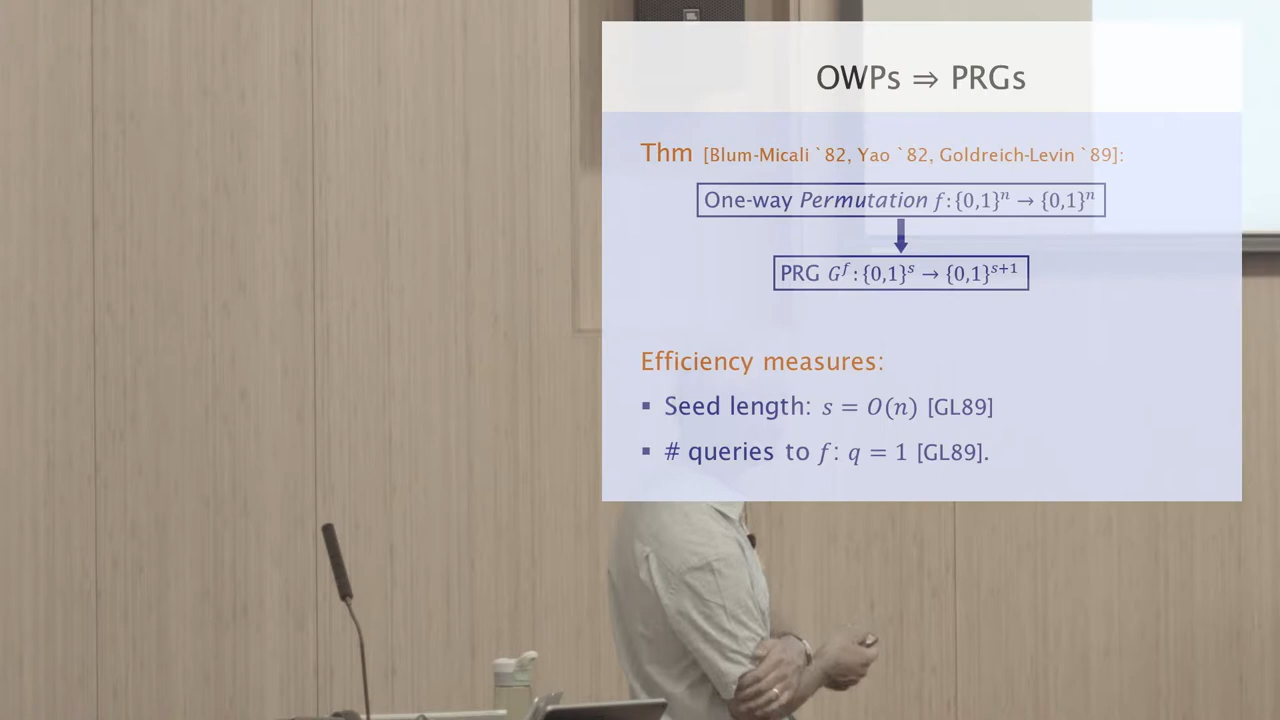 OWPs ⇒ PRGs
Thm [Blum-Micali `82, Yao `82, Goldreich-Levin `89]:
One-way Permutation f:{0,1}ⁿ → {0,1}ⁿ
PRG Gᶠ:{0,1}ˢ → {0,1}ˢ⁺¹
Efficiency measures:
▪ Seed length: s = O(n) [GL89]
▪ # queries to f: q = 1 [GL89].